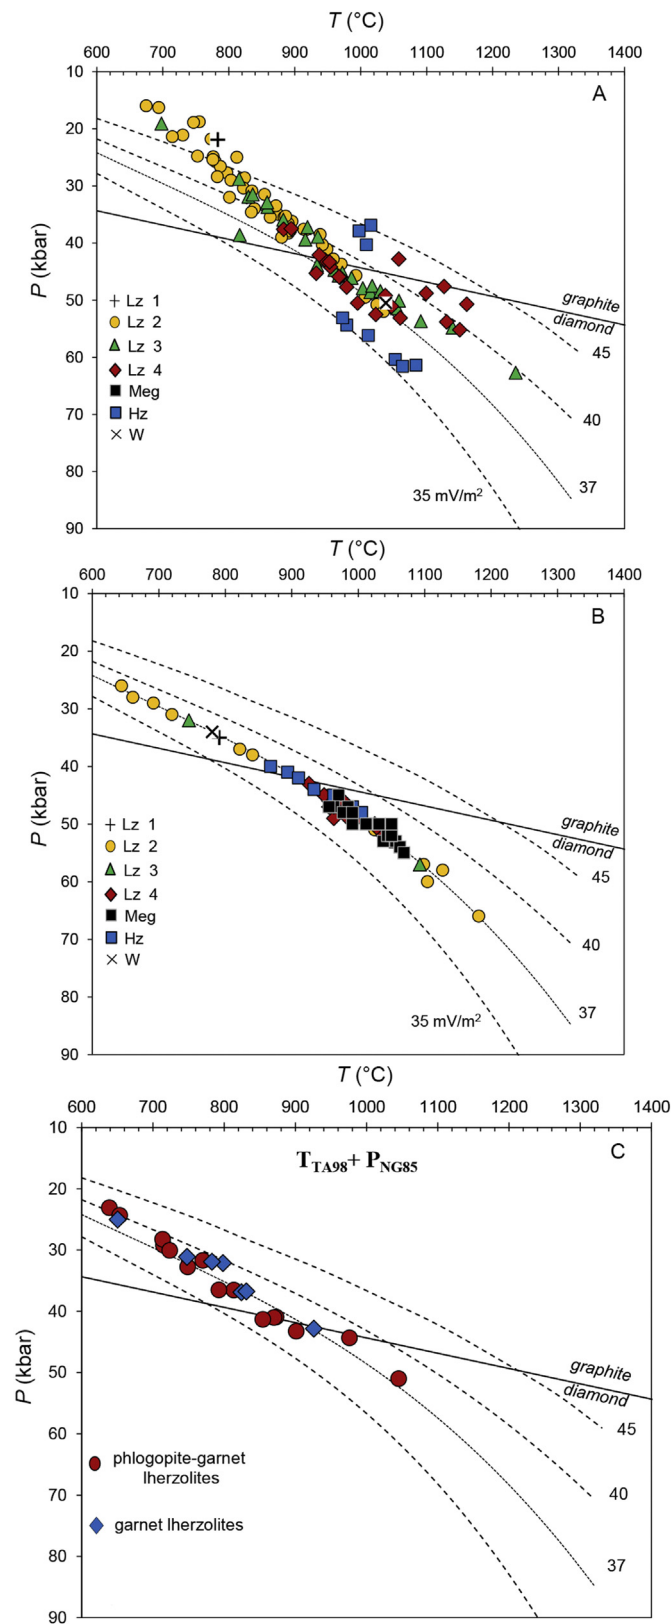 T (°C)
600 700 800 900 1000 1100 1200 1300 1400
10
A
20
30
40
50
60
70
80
90
P (kbar)
graphite
diamond
45
40
37
35 mV/m²
Lz 1
Lz 2
Lz 3
Lz 4
Meg
Hz
W
T (°C)
600 700 800 900 1000 1100 1200 1300 1400
10
B
20
30
40
50
60
70
80
90
P (kbar)
graphite
diamond
45
40
37
35 mV/m²
Lz 1
Lz 2
Lz 3
Lz 4
Meg
Hz
W
T (°C)
600 700 800 900 1000 1100 1200 1300 1400
10
C
T_TA98 + P_NG85
20
30
40
50
60
70
80
90
P (kbar)
graphite
diamond
45
40
37
phlogopite-garnet
lherzolites
garnet lherzolites